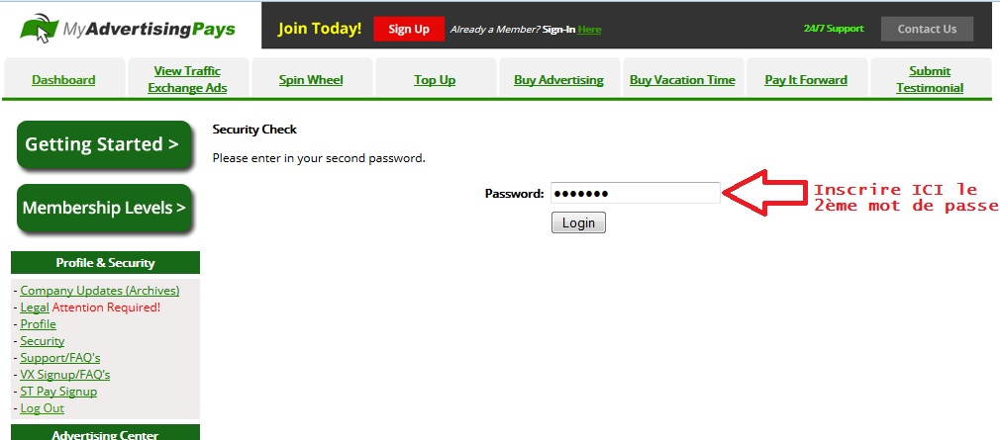 MyAdvertisingPays
Join Today!
Sign Up
Already a Member? Sign-In Here
24/7 Support
Contact Us
Dashboard
View Traffic
Exchange Ads
Spin Wheel
Top Up
Buy Advertising
Buy Vacation Time
Pay It Forward
Submit
Testimonial
Getting Started >
Membership Levels >
Profile & Security
- Company Updates (Archives)
- Legal Attention Required!
- Profile
- Security
- Support/FAQ's
- VX Signup/FAQ's
- ST Pay Signup
- Log Out
Advertising Center
Security Check
Please enter in your second password.
Password: •••••••
Login
Inscrire ICI le
2ème mot de passe